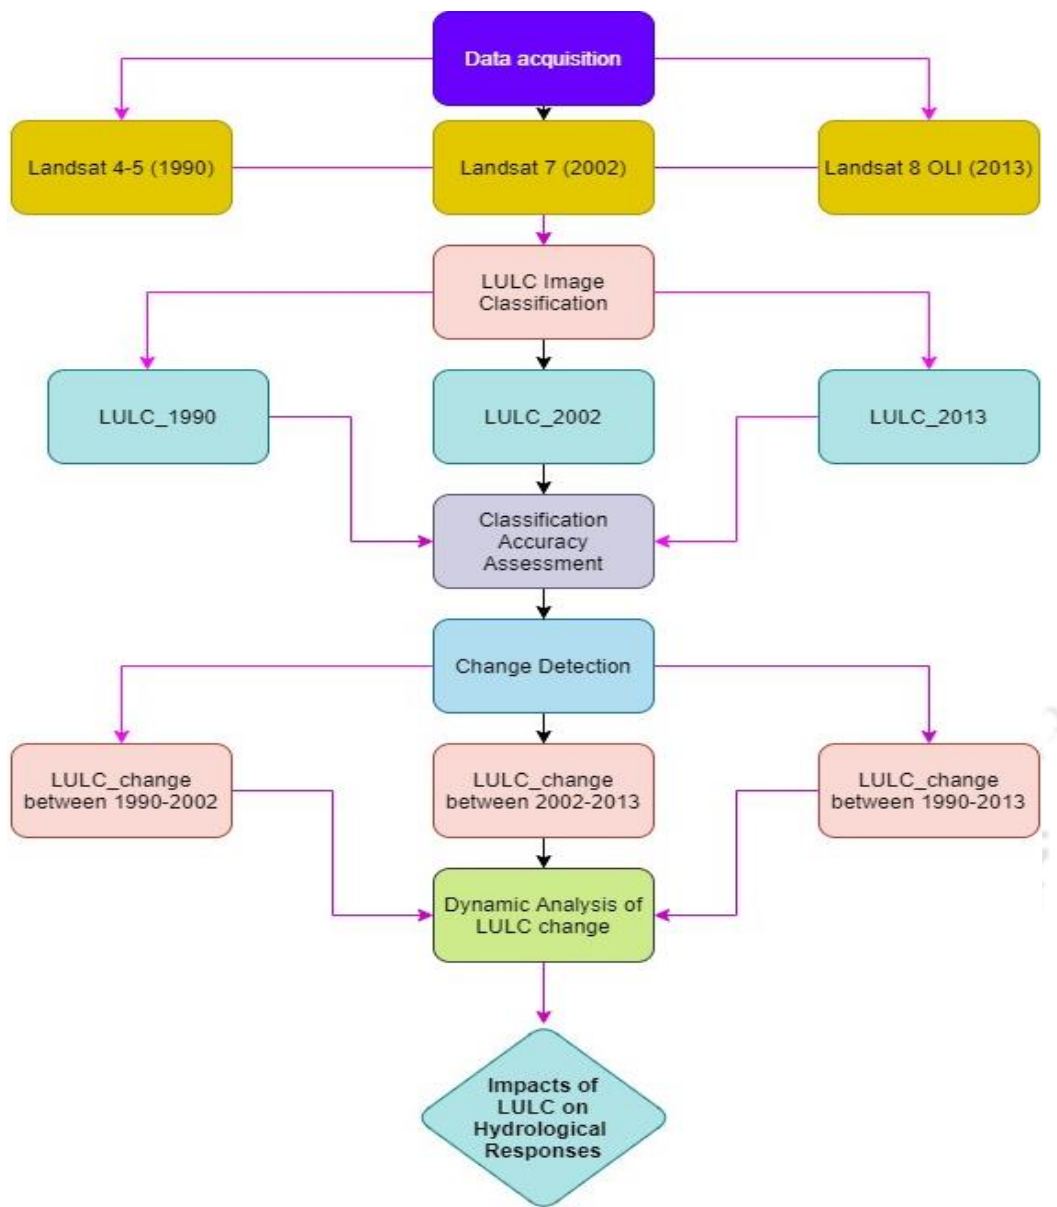 Data acquisition
Landsat 4-5 (1990)
Landsat 7 (2002)
Landsat 8 OLI (2013)
LULC Image
Classification
LULC_1990
LULC_2002
LULC_2013
Classification
Accuracy
Assessment
Change Detection
LULC_change
between 1990-2002
LULC_change
between 2002-2013
LULC_change
between 1990-2013
Dynamic Analysis of
LULC change
Impacts of
LULC on
Hydrological
Responses